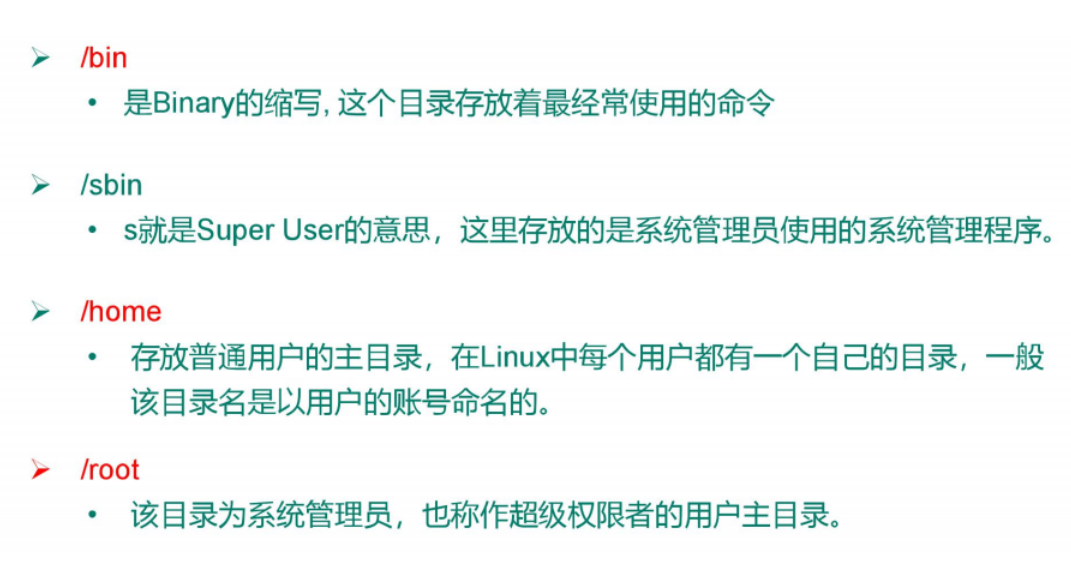 /bin
是Binary的缩写, 这个目录存放着最经常使用的命令
/sbin
s就是Super User的意思，这里存放的是系统管理员使用的系统管理程序。
/home
存放普通用户的主目录，在Linux中每个用户都有一个自己的目录，一般
该目录名是以用户的账号命名的。
/root
该目录为系统管理员，也称作超级权限者的用户主目录。